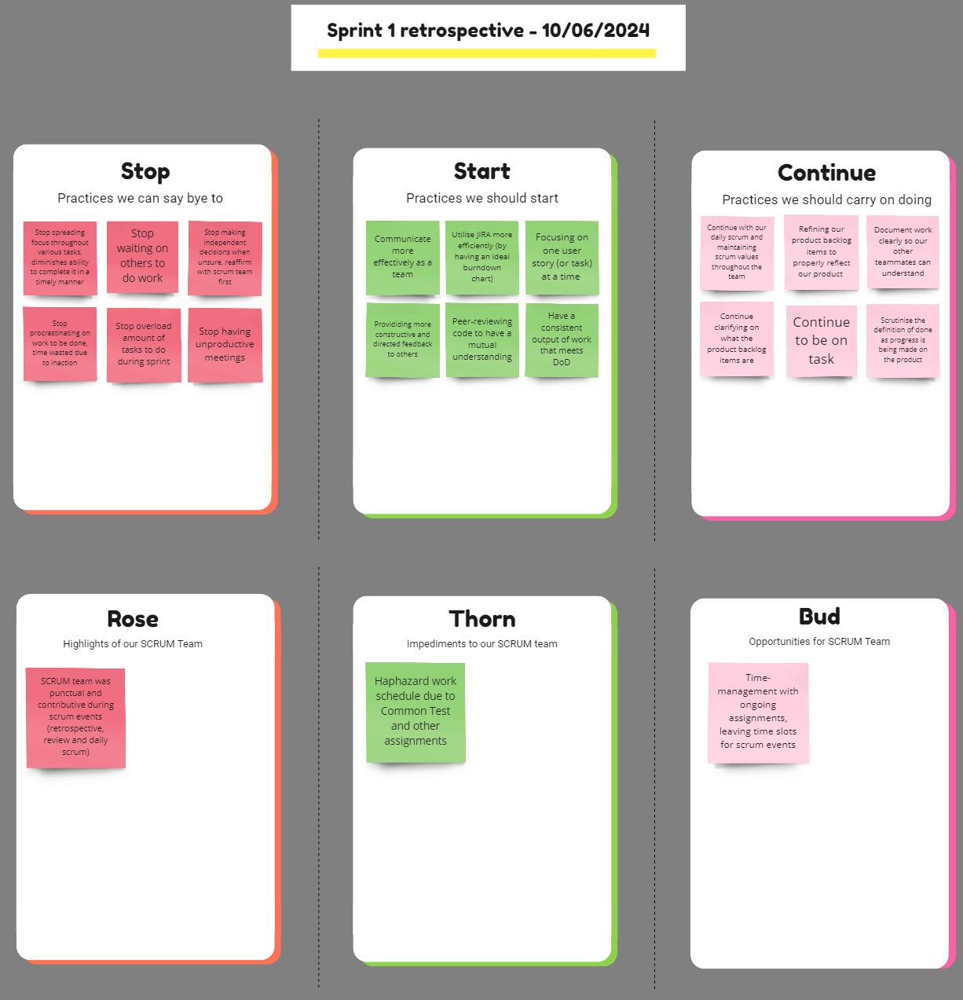 Sprint 1 retrospective - 10/06/2024
Stop
Practices we can say bye to
Stop spreading
focus throughout
various tasks,
diminishes ability
to complete it in a
timely manner
Stop
waiting on
others to
do work
Stop making
independent
decisions when
unsure, reaffirm
with scrum team
first
Stop
procrastinating on
work to be done,
time wasted due
to inaction
Stop overload
amount of
tasks to do
during sprint
Stop having
unproductive
meetings
Start
Practices we should start
Communicate
more
effectively as a
team
Utilise JIRA more
efficiently (by
having an ideal
burndown
chart)
Focusing on
one user
story (or task)
at a time
Provididing more
constructive and
directed feedback
to others
Peer-reviewing
code to have a
mutual
understanding
Have a
consistent
output of work
that meets
DoD
Continue
Practices we should carry on doing
Continue with our
daily scrum and
maintaining
scrum values
throughout the
team
Refining our
product backlog
items to
properly reflect
our product
Document work
clearly so our
other
teammates can
understand
Continue
clarifying on
what the
product backlog
items are
Continue
to be on
task
Scrutinise the
definition of done
as progress is
being made on
the product
Rose
Highlights of our SCRUM Team
SCRUM team was
punctual and
contributive during
scrum events
(retrospective,
review and daily
scrum)
Thorn
Impediments to our SCRUM team
Haphazard work
schedule due to
Common Test
and other
assignments
Bud
Opportunities for SCRUM Team
Time-
management with
ongoing
assignments,
leaving time slots
for scrum events